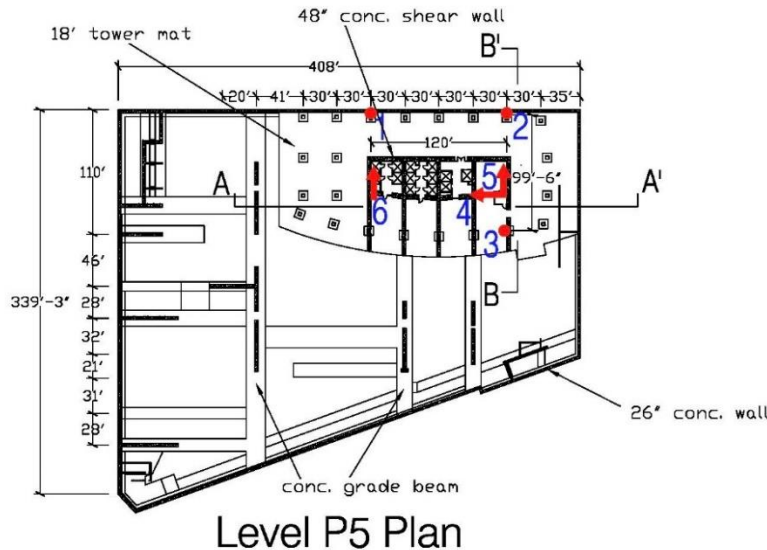 48" conc. shear wall
18' tower mat
B'
408'
20' 41' 30' 30' 30' 30' 30' 30' 30' 35'
1
2
120'
110'
A
6
4
5
99'-6"
A'
3
46'
B
339'-3"
28'
32'
21'
31'
28'
26" conc. wall
conc. grade beam
Level P5 Plan